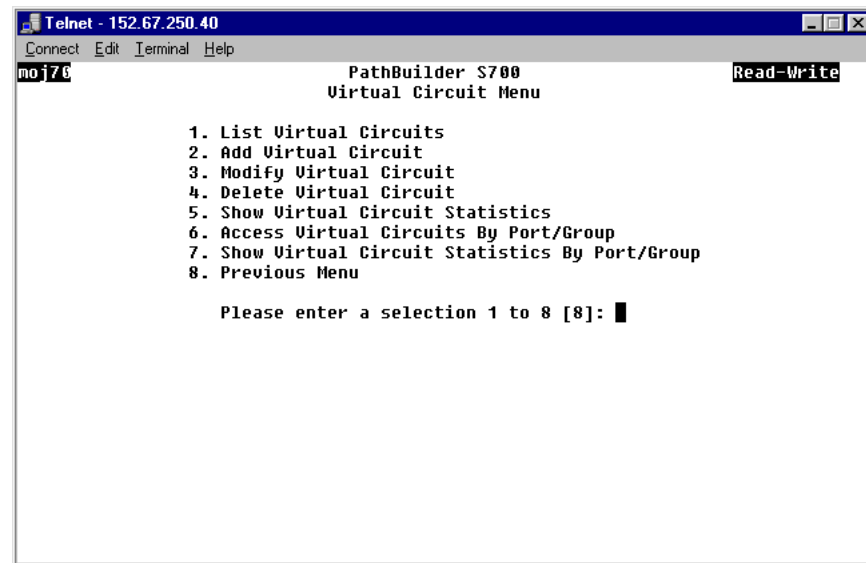 Telnet - 152.67.250.40
Connect Edit Terminal Help
moj70 PathBuilder S700 Read-Write
Virtual Circuit Menu
1. List Virtual Circuits
2. Add Virtual Circuit
3. Modify Virtual Circuit
4. Delete Virtual Circuit
5. Show Virtual Circuit Statistics
6. Access Virtual Circuits By Port/Group
7. Show Virtual Circuit Statistics By Port/Group
8. Previous Menu
Please enter a selection 1 to 8 [8]: